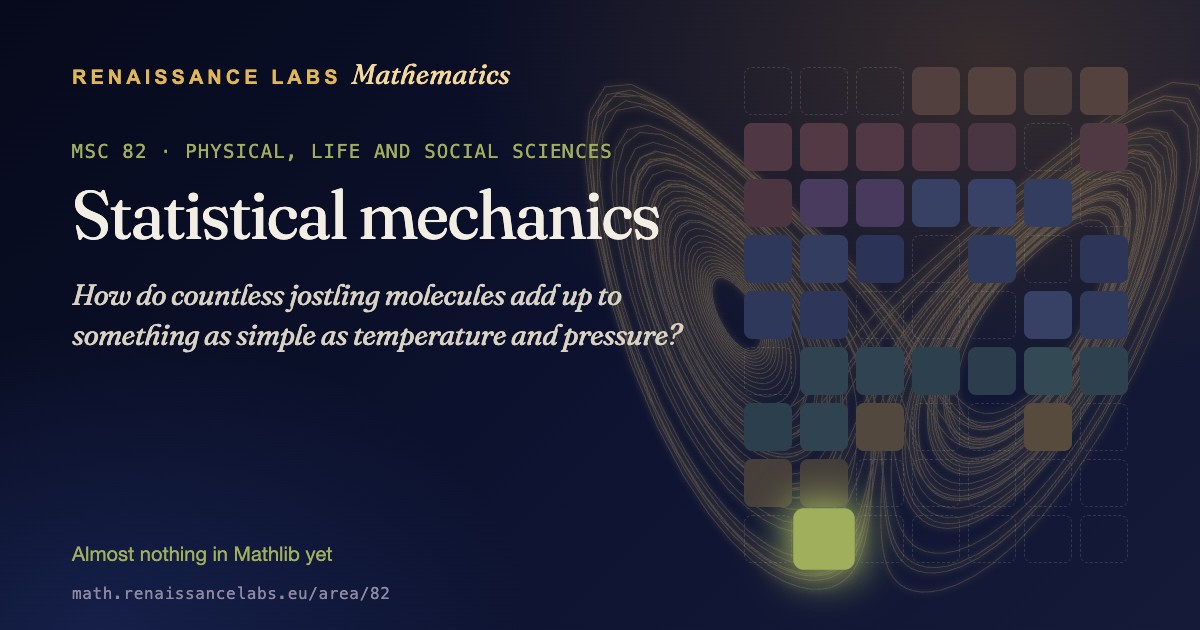 RENAISSANCE LABS Mathematics
MSC 82 · PHYSICAL, LIFE AND SOCIAL SCIENCES
Statistical mechanics
How do countless jostling molecules add up to
something as simple as temperature and pressure?
Almost nothing in Mathlib yet
math.renaissancelabs.eu/area/82